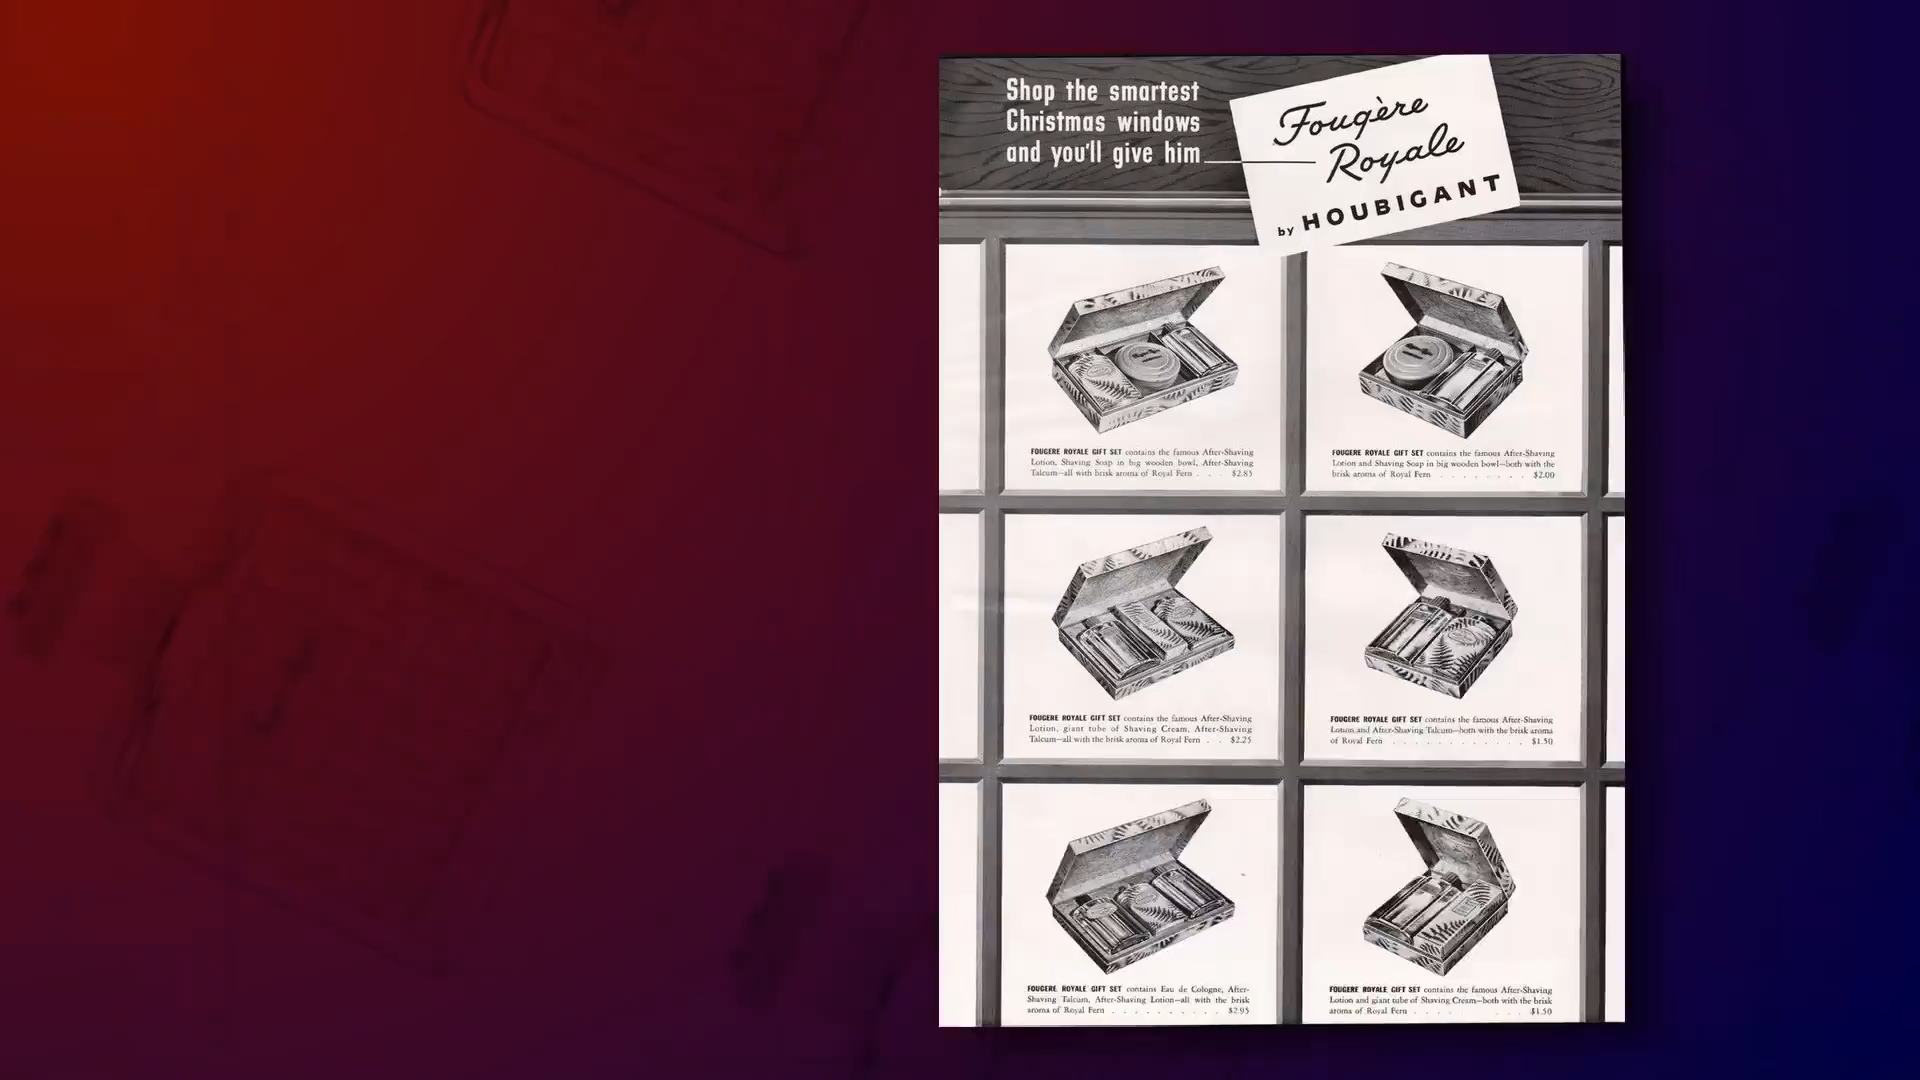 Shop the smartest
Christmas windows
and you'll give him
Fougère
Royale
by HOUBIGANT
FOUGERE ROYALE GIFT SET contains the famous After-Shaving
Lotion, Shaving Soap in big wooden bowl, After-Shaving
Talcum—all with brisk aroma of Royal Fern . . . $2.85
FOUGERE ROYALE GIFT SET contains the famous After-Shaving
Lotion and Shaving Soap in big wooden bowl—both with the
brisk aroma of Royal Fern . . . . . . . . $2.00
FOUGERE ROYALE GIFT SET contains the famous After-Shaving
Lotion, giant tube of Shaving Cream, After-Shaving
Talcum—all with the brisk aroma of Royal Fern . . $2.25
FOUGERE ROYALE GIFT SET contains the famous After-Shaving
Lotion and After-Shaving Talcum—both with the brisk aroma
of Royal Fern . . . . . . . . . . . . $1.50
FOUGERE ROYALE GIFT SET contains Eau de Cologne, After-
Shaving Talcum, After-Shaving Lotion—all with the brisk
aroma of Royal Fern . . . . . . . . . . $2.95
FOUGERE ROYALE GIFT SET contains the famous After-Shaving
Lotion and giant tube of Shaving Cream—both with the brisk
aroma of Royal Fern . . . . . . . . $1.50